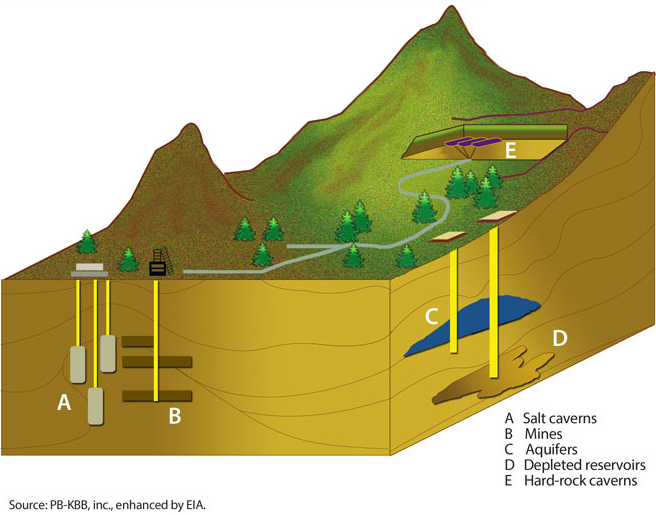 E
C
D
A
B
A Salt caverns
B Mines
C Aquifers
D Depleted reservoirs
E Hard-rock caverns
Source: PB-KBB, inc., enhanced by EIA.